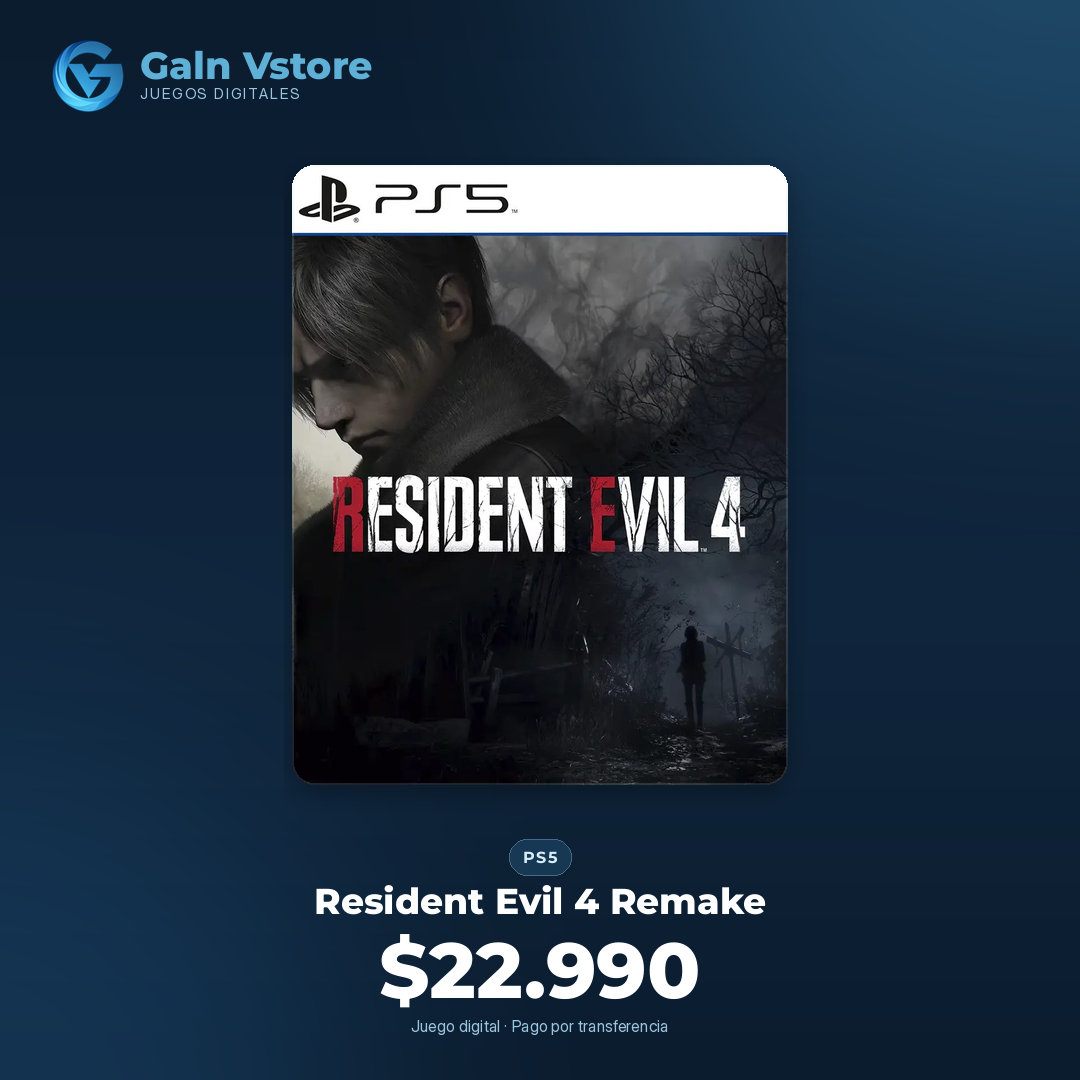 Galn Vstore
JUEGOS DIGITALES
PS5
RESIDENT EVIL 4
PS5
Resident Evil 4 Remake
$22.990
Juego digital · Pago por transferencia